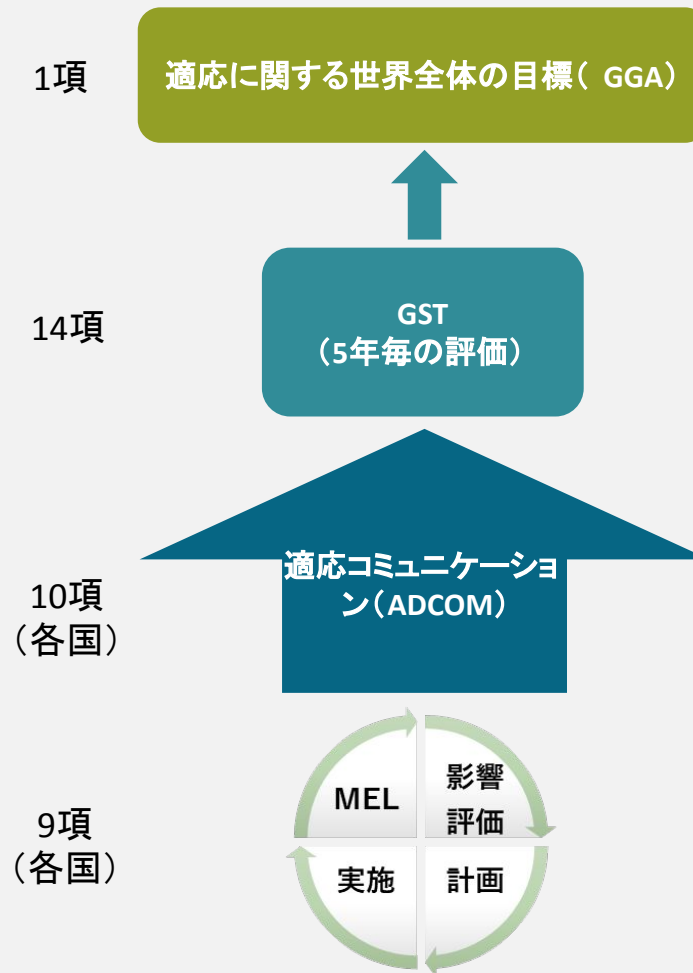 1項
適応に関する世界全体の目標( GGA)
14項
GST
(5年毎の評価)
10項
(各国)
適応コミュニケーショ
ン(ADCOM)
9項
(各国)
MEL
影響
評価
実施
計画